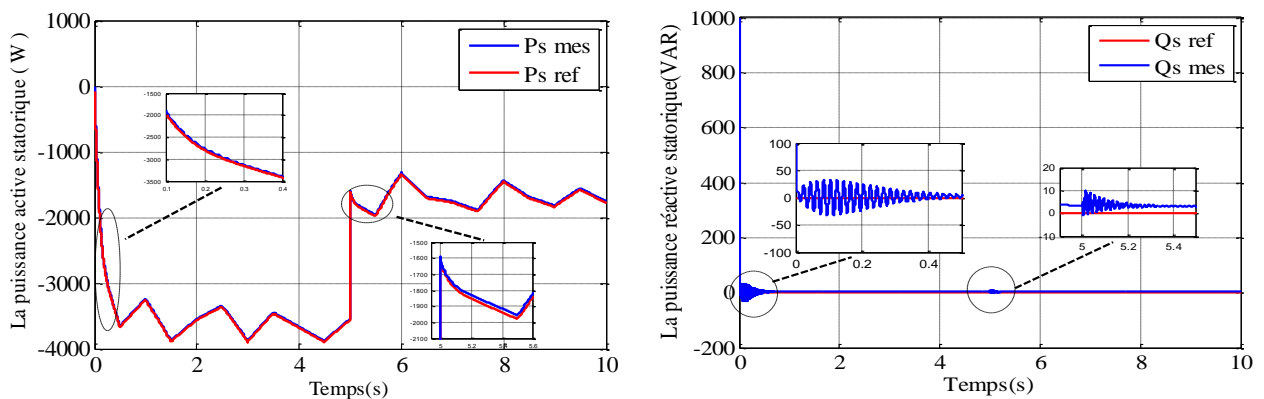 La puissance active statorique ( W )
1000
0
-1000
-2000
-3000
-4000
0 2 4 6 8 10
Temps(s)
Ps mes
Ps ref
-1500
-2000
-2500
-3000
-3500
0.1 0.2 0.3 0.4
-1500
-1600
-1700
-1800
-1900
-2000
-2100
5 5.2 5.4 5.6
La puissance réactive statorique(VAR)
1000
800
600
400
200
0
-200
0 2 4 6 8 10
Temps(s)
Qs ref
Qs mes
100
50
0
-50
-100
0 0.2 0.4
20
10
0
-10
5 5.2 5.4